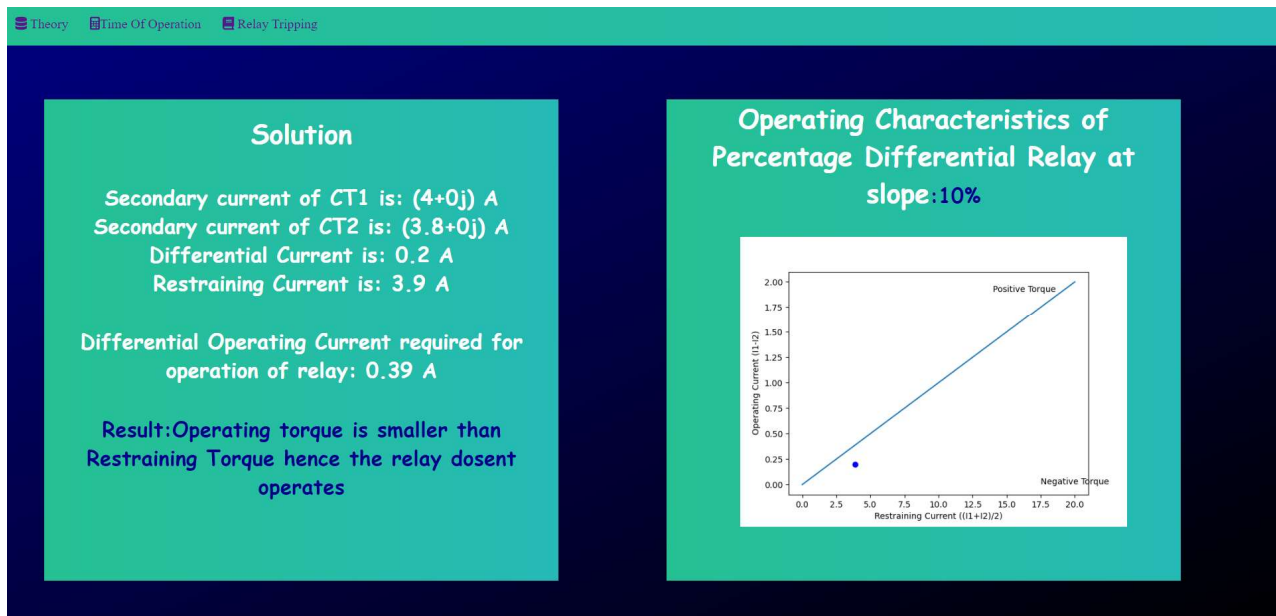 Theory Time Of Operation Relay Tripping
Solution
Secondary current of CT1 is: (4+0j) A
Secondary current of CT2 is: (3.8+0j) A
Differential Current is: 0.2 A
Restraining Current is: 3.9 A
Differential Operating Current required for
operation of relay: 0.39 A
Result:Operating torque is smaller than
Restraining Torque hence the relay dosent
operates
Operating Characteristics of
Percentage Differential Relay at
slope:10%
2.00
1.75
1.50
1.25
1.00
0.75
0.50
0.25
0.00
Operating Current (I1-I2)
Positive Torque
Negative Torque
0.0 2.5 5.0 7.5 10.0 12.5 15.0 17.5 20.0
Restraining Current ((I1+I2)/2)